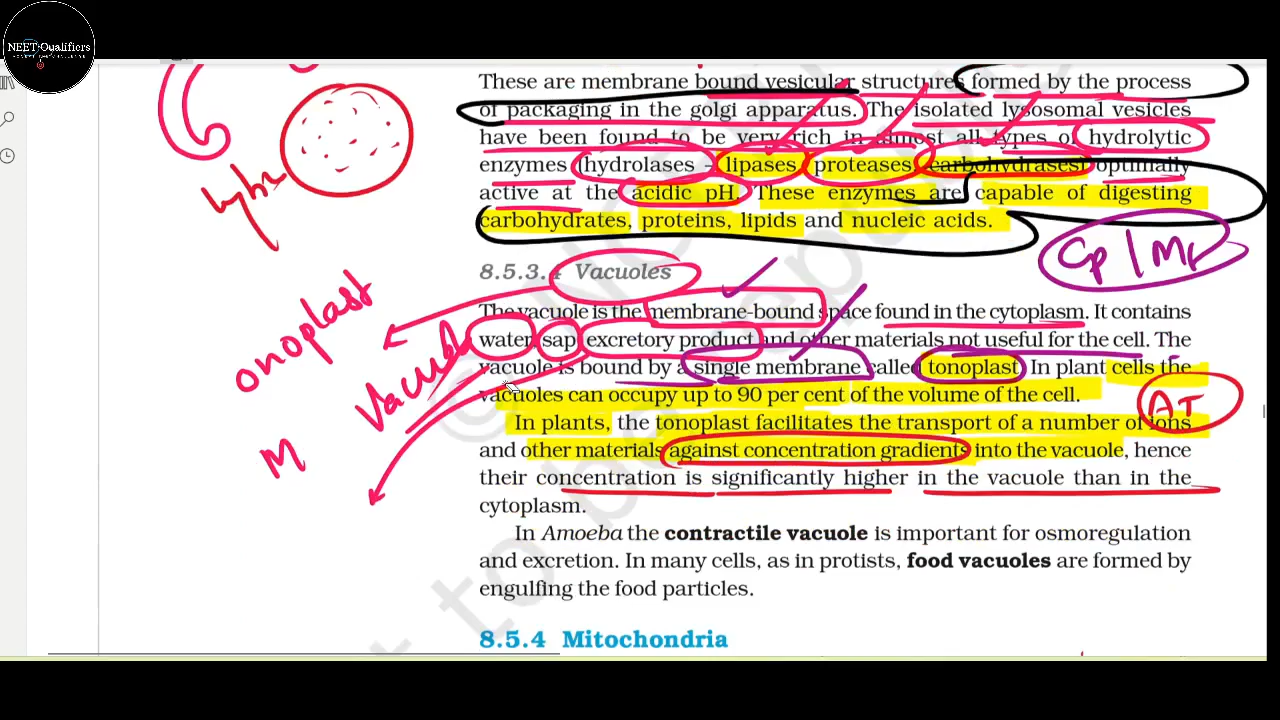 NEET Qualifiers
These are membrane bound vesicular structures formed by the process
of packaging in the golgi apparatus. The isolated lysosomal vesicles
have been found to be very rich in almost all types of hydrolytic
enzymes (hydrolases – lipases, proteases, carbohydrases) optimally
active at the acidic pH. These enzymes are capable of digesting
carbohydrates, proteins, lipids and nucleic acids.
Cp | Mp
8.5.3.4 Vacuoles
The vacuole is the membrane-bound space found in the cytoplasm. It contains
water, sap, excretory product and other materials not useful for the cell. The
vacuole is bound by a single membrane called tonoplast. In plant cells the
vacuoles can occupy up to 90 per cent of the volume of the cell.
onoplast
Vacuole
M
AT
In plants, the tonoplast facilitates the transport of a number of ions
and other materials against concentration gradients into the vacuole, hence
their concentration is significantly higher in the vacuole than in the
cytoplasm.
In Amoeba the contractile vacuole is important for osmoregulation
and excretion. In many cells, as in protists, food vacuoles are formed by
engulfing the food particles.
8.5.4 Mitochondria